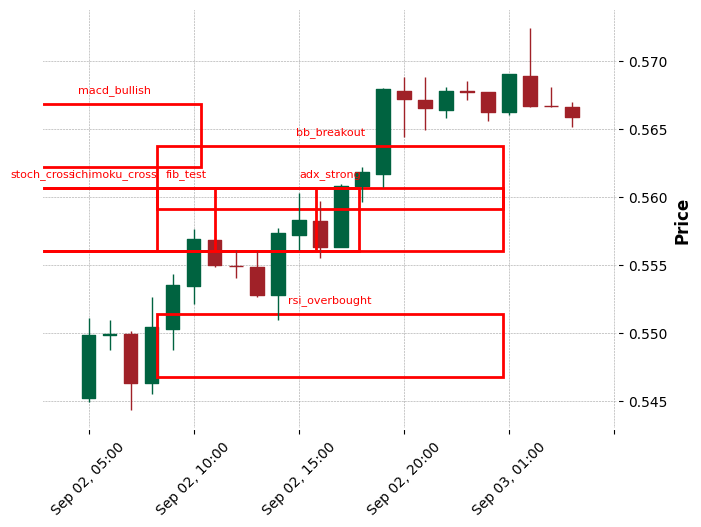 macd_bullish
0.570
bb_breakout
0.565
stoch_cross
ichimoku_cross
fib_test
adx_strong
0.560
Price
0.555
rsi_overbought
0.550
0.545
Sep 02, 05:00
Sep 02, 10:00
Sep 02, 15:00
Sep 02, 20:00
Sep 03, 01:00